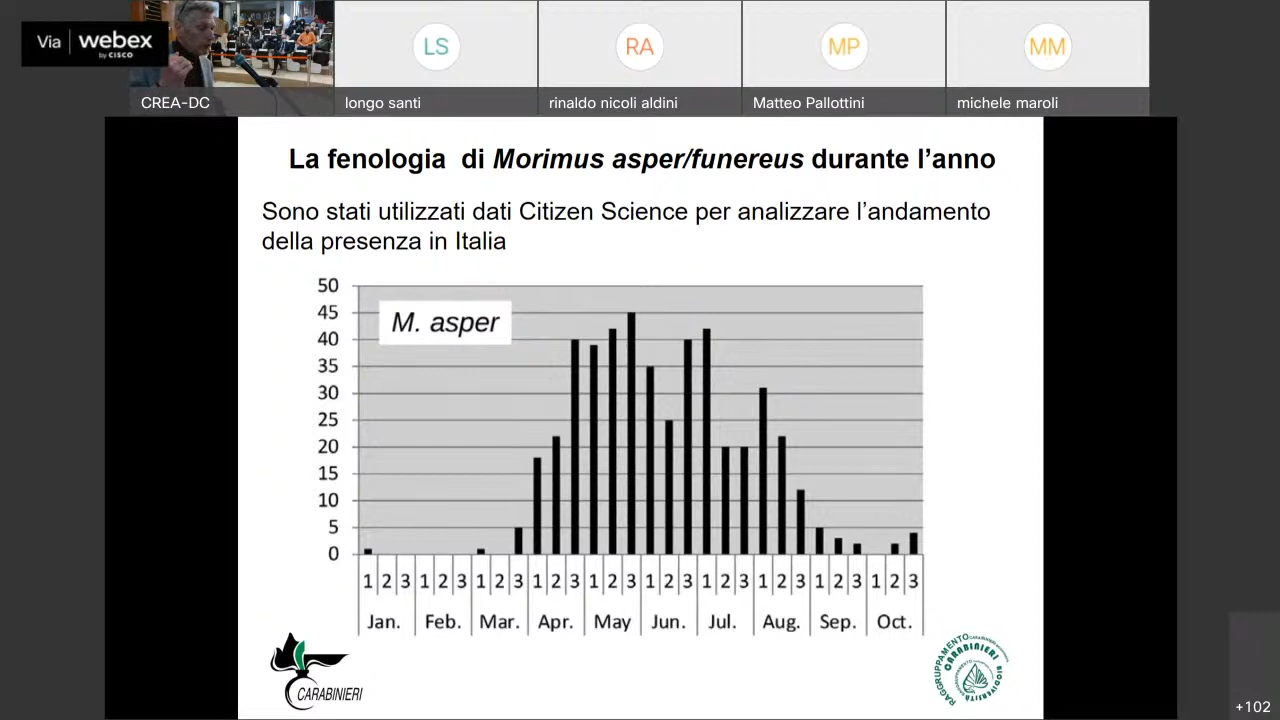 Via webex
by CISCO
LS
RA
MP
MM
CREA-DC
longo santi
rinaldo nicoli aldini
Matteo Pallottini
michele maroli
La fenologia di Morimus asper/funereus durante l'anno
Sono stati utilizzati dati Citizen Science per analizzare l'andamento
della presenza in Italia
50
45
40
35
30
25
20
15
10
5
0
M. asper
1 2 3 1 2 3 1 2 3 1 2 3 1 2 3 1 2 3 1 2 3 1 2 3 1 2 3 1 2 3
Jan. Feb. Mar. Apr. May Jun. Jul. Aug. Sep. Oct.
CARABINIERI
RAGGRUPPAMENTO
CARABINIERI
BIODIVERSITÀ
+102